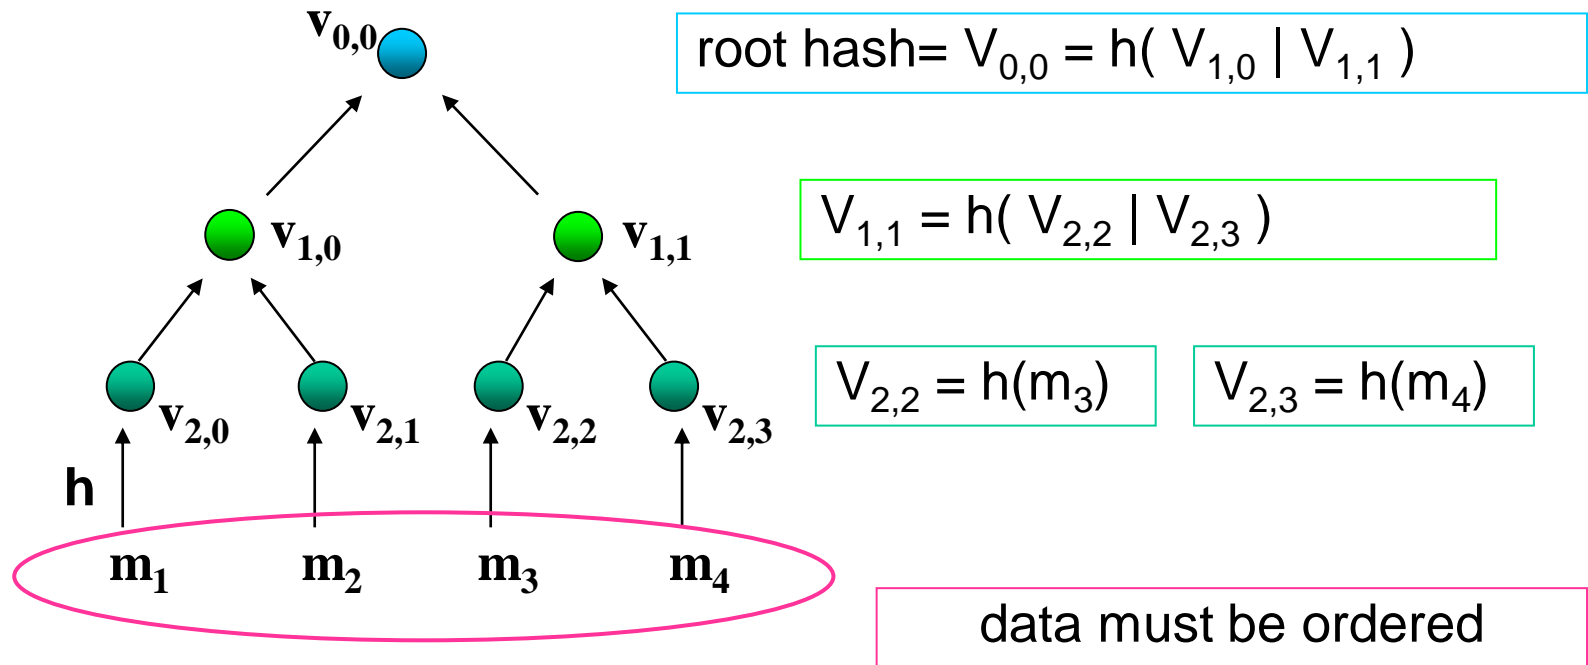 v0,0
root hash= V0,0 = h( V1,0 | V1,1 )
v1,0
v1,1
V1,1 = h( V2,2 | V2,3 )
v2,0
v2,1
v2,2
v2,3
V2,2 = h(m3)
V2,3 = h(m4)
h
m1
m2
m3
m4
data must be ordered